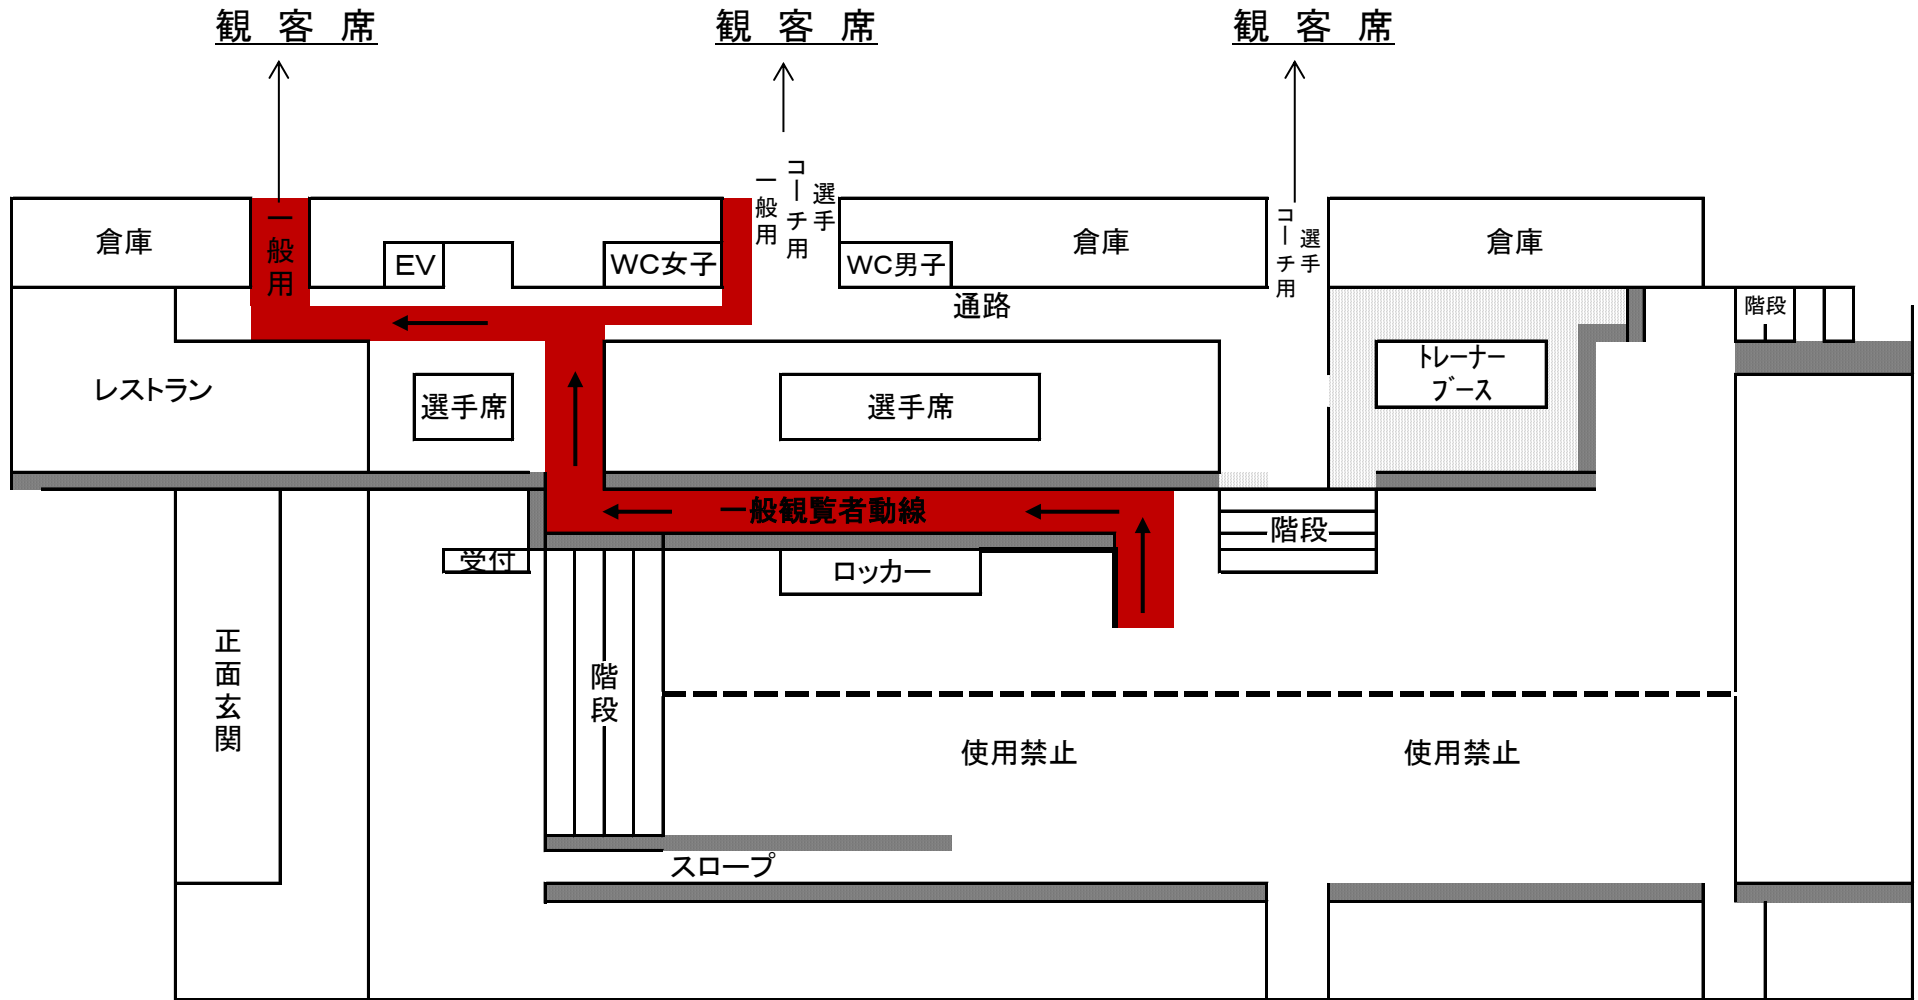 観客席
観客席
観客席
一般用
一般用
コーチ用
選手
コーチ用
選手
倉庫
EV
WC女子
WC男子
倉庫
倉庫
通路
階段
レストラン
選手席
選手席
トレーナー
ブース
一般観覧者動線
階段
受付
ロッカー
正面玄関
階段
使用禁止
使用禁止
スロープ